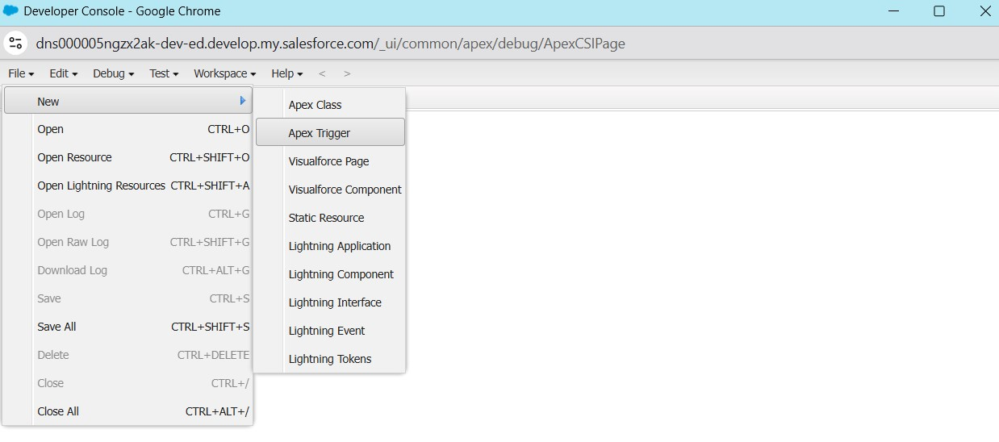 Developer Console - Google Chrome
dns000005ngzx2ak-dev-ed.develop.my.salesforce.com/_ui/common/apex/debug/ApexCSIPage
File Edit Debug Test Workspace Help < >
New
Open CTRL+O
Open Resource CTRL+SHIFT+O
Open Lightning Resources CTRL+SHIFT+A
Open Log CTRL+G
Open Raw Log CTRL+SHIFT+G
Download Log CTRL+ALT+G
Save CTRL+S
Save All CTRL+SHIFT+S
Delete CTRL+DELETE
Close CTRL+/
Close All CTRL+ALT+/
Apex Class
Apex Trigger
Visualforce Page
Visualforce Component
Static Resource
Lightning Application
Lightning Component
Lightning Interface
Lightning Event
Lightning Tokens